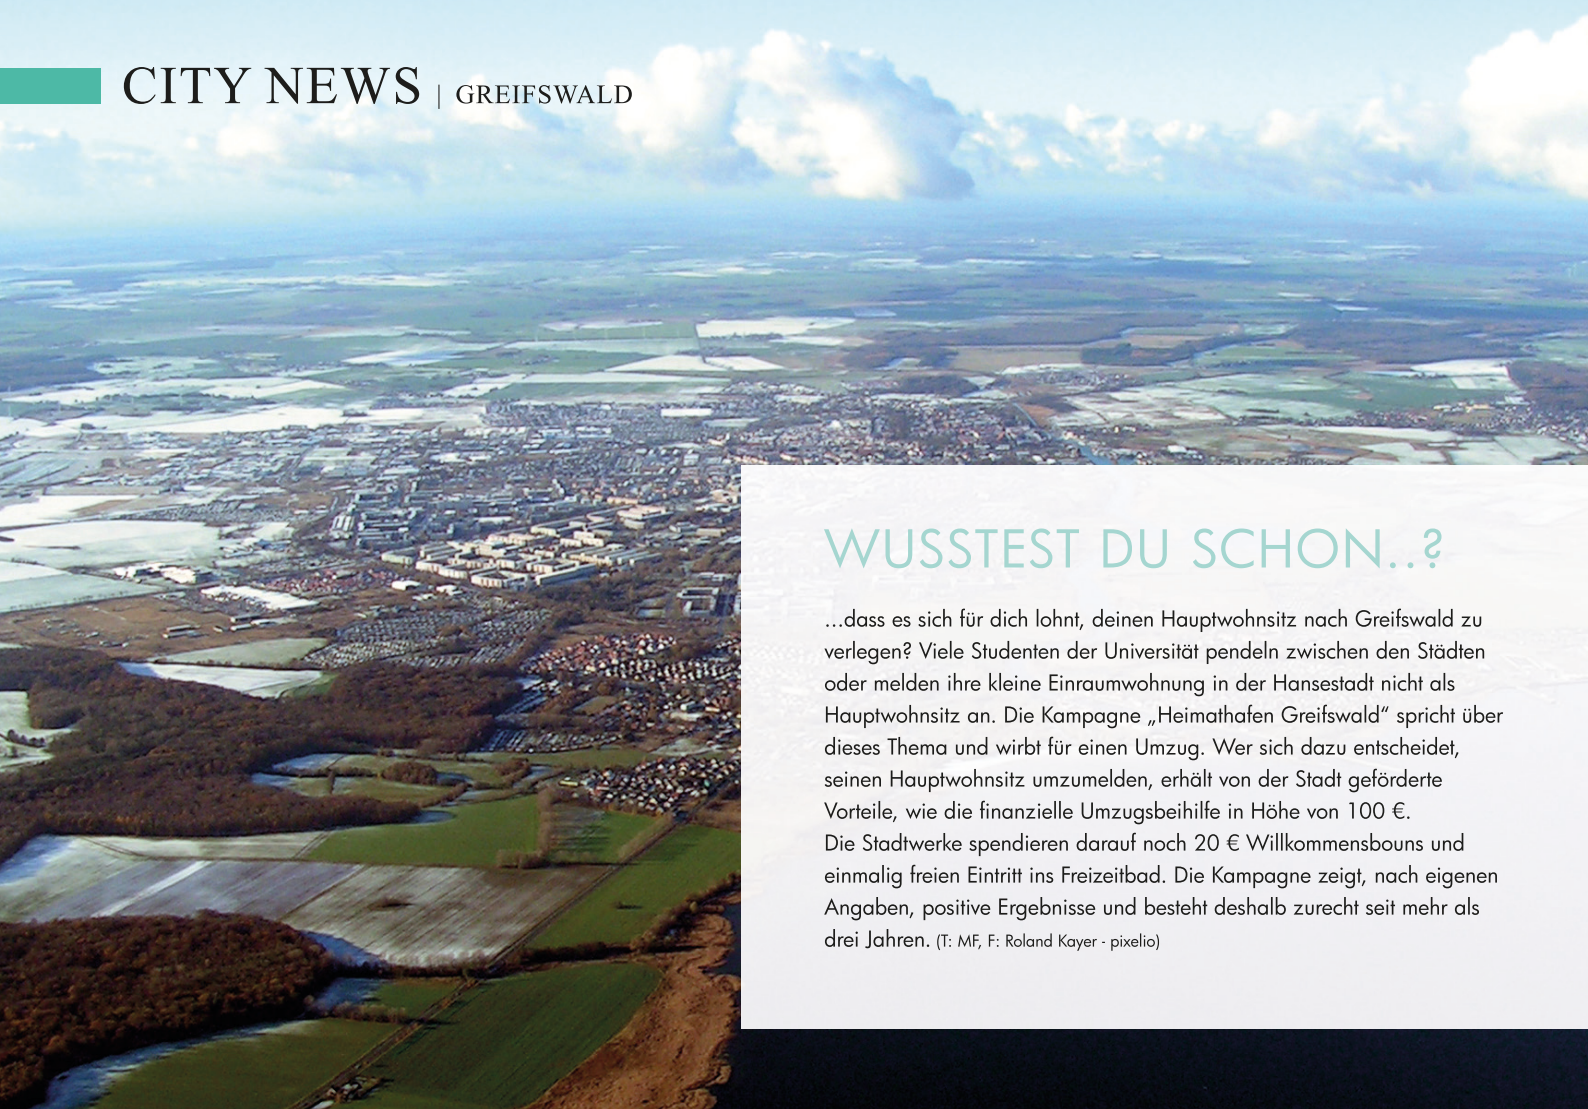 CITY NEWS | GREIFSWALD
WUSSTEST DU SCHON..?
...dass es sich für dich lohnt, deinen Hauptwohnsitz nach Greifswald zu
verlegen? Viele Studenten der Universität pendeln zwischen den Städten
oder melden ihre kleine Einraumwohnung in der Hansestadt nicht als
Hauptwohnsitz an. Die Kampagne „Heimathafen Greifswald“ spricht über
dieses Thema und wirbt für einen Umzug. Wer sich dazu entscheidet,
seinen Hauptwohnsitz umzumelden, erhält von der Stadt geförderte
Vorteile, wie die finanzielle Umzugsbeihilfe in Höhe von 100 €.
Die Stadtwerke spendieren darauf noch 20 € Willkommensbouns und
einmalig freien Eintritt ins Freizeitbad. Die Kampagne zeigt, nach eigenen
Angaben, positive Ergebnisse und besteht deshalb zurecht seit mehr als
drei Jahren. (T: MF, F: Roland Kayer - pixelio)